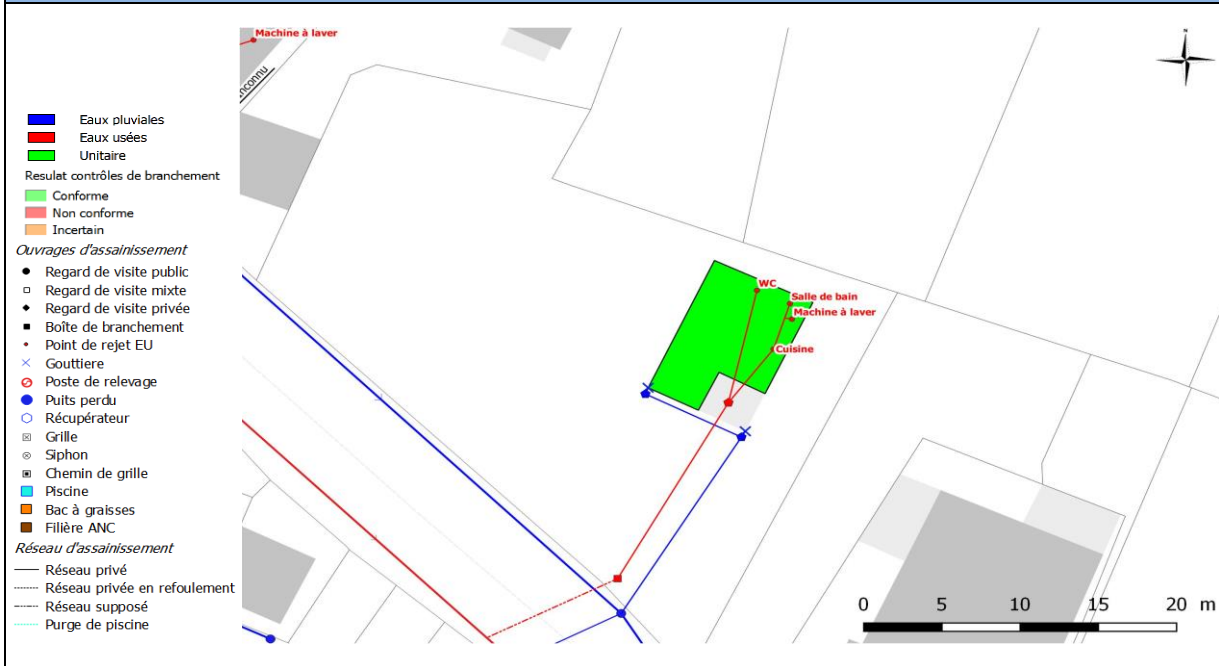 Eaux pluviales
Eaux usées
Unitaire
Resulat contrôles de branchement
Conforme
Non conforme
Incertain
Ouvrages d'assainissement
Regard de visite public
Regard de visite mixte
Regard de visite privée
Boîte de branchement
Point de rejet EU
Gouttiere
Poste de relevage
Puits perdu
Récupérateur
Grille
Siphon
Chemin de grille
Piscine
Bac à graisses
Filière ANC
Réseau d'assainissement
Réseau privé
Réseau privée en refoulement
Réseau supposé
Purge de piscine
Machine à laver
nconnu
N
WC
Salle de bain
Machine à laver
Cuisine
0 5 10 15 20 m